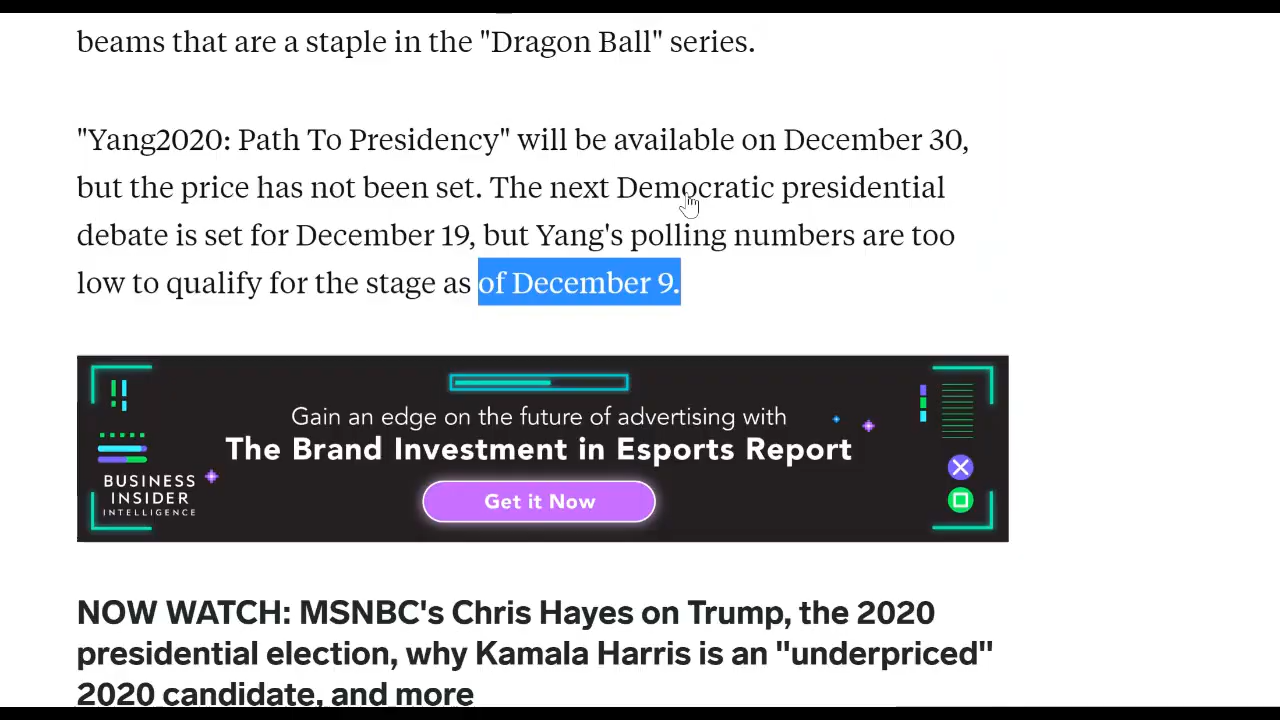 beams that are a staple in the "Dragon Ball" series.
"Yang2020: Path To Presidency" will be available on December 30,
but the price has not been set. The next Democratic presidential
debate is set for December 19, but Yang's polling numbers are too
low to qualify for the stage as of December 9.
Gain an edge on the future of advertising with
The Brand Investment in Esports Report
BUSINESS
INSIDER
INTELLIGENCE
Get it Now
NOW WATCH: MSNBC's Chris Hayes on Trump, the 2020
presidential election, why Kamala Harris is an "underpriced"
2020 candidate, and more